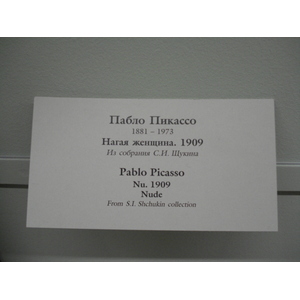 Пабло Пикассо
1881 – 1973
Нагая женщина. 1909
Из собрания С.И. Щукина
Pablo Picasso
Nu. 1909
Nude
From S.I. Shchukin collection